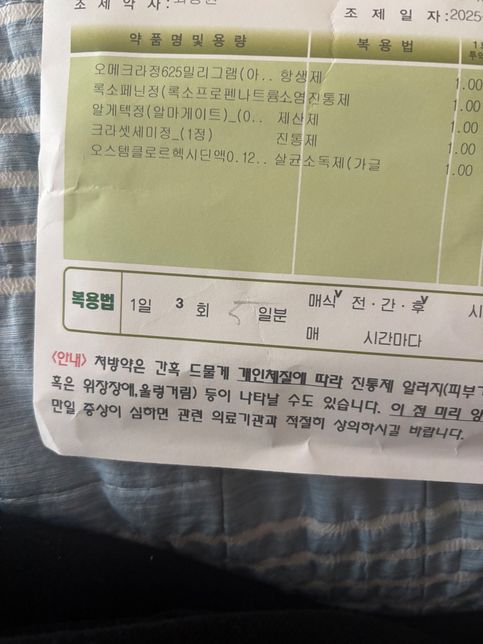 조 제 약 사 :
조 제 일 자 :2025
약 품 명 및 용 량 복 용 법
오메크라정625밀리그램(아.. 항생제 1.00
록소페닌정(록소프로펜나트륨소염진통제 1.00
알게텍정(알마게이트)_(0.. 제산제 1.00
크라셋세미정_(1정) 진통제 1.00
오스템클로르헥시딘액0.12.. 살균소독제(가글 1.00
복용법 1일 3 회 5 일분 매식 전 · 간 · 후
매 시간마다
<안내> 처방약은 간혹 드물게 개인체질에 따라 진통제 알러지(피부
혹은 위장장애,울렁거림) 등이 나타날 수도 있습니다. 이 점 미리
만일 증상이 심하면 관련 의료기관과 적절히 상의하시길 바랍니다.